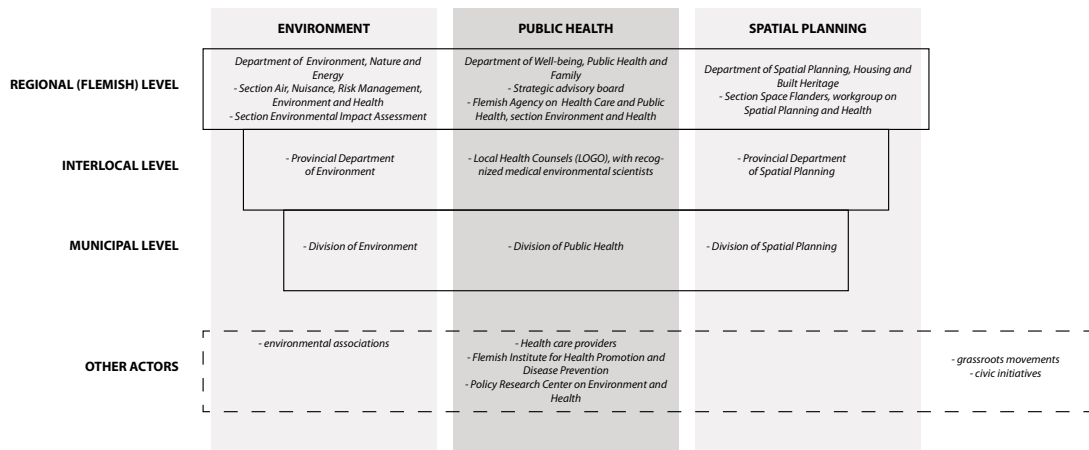 ENVIRONMENT
PUBLIC HEALTH
SPATIAL PLANNING
REGIONAL (FLEMISH) LEVEL
Department of Environment, Nature and
Energy
- Section Air, Nuisance, Risk Management,
Environment and Health
- Section Environmental Impact Assessment
Department of Well-being, Public Health and
Family
- Strategic advisory board
- Flemish Agency on Health Care and Public
Health, section Environment and Health
Department of Spatial Planning, Housing and
Built Heritage
- Section Space Flanders, workgroup on
Spatial Planning and Health
INTERLOCAL LEVEL
- Provincial Department
of Environment
- Local Health Counsels (LOGO), with recog-
nized medical environmental scientists
- Provincial Department
of Spatial Planning
MUNICIPAL LEVEL
- Division of Environment
- Division of Public Health
- Division of Spatial Planning
OTHER ACTORS
- environmental associations
- Health care providers
- Flemish Institute for Health Promotion and
Disease Prevention
- Policy Research Center on Environment and
Health
- grassroots movements
- civic initiatives